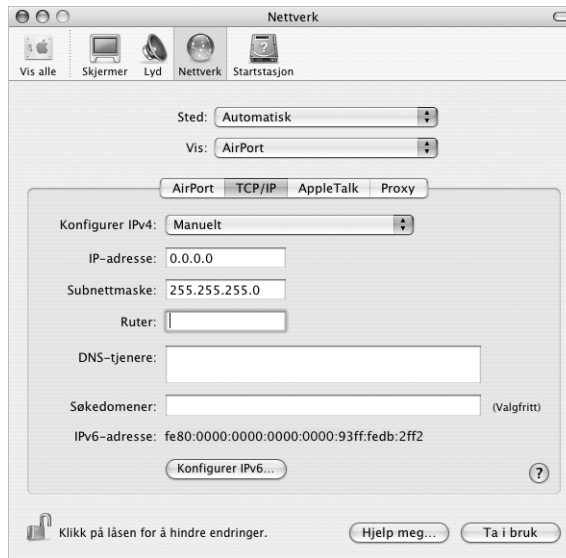 Nettverk
Vis alle Skjermer Lyd Nettverk Startstasjon
Sted: Automatisk
Vis: AirPort
AirPort TCP/IP AppleTalk Proxy
Konfigurer IPv4: Manuelt
IP-adresse: 0.0.0.0
Subnettmaske: 255.255.255.0
Ruter:
DNS-tjenere:
Søkedomener: (Valgfritt)
IPv6-adresse: fe80:0000:0000:0000:0000:93ff:fedb:2ff2
Konfigurer IPv6...
?
Klikk på låsen for å hindre endringer. Hjelp meg... Ta i bruk